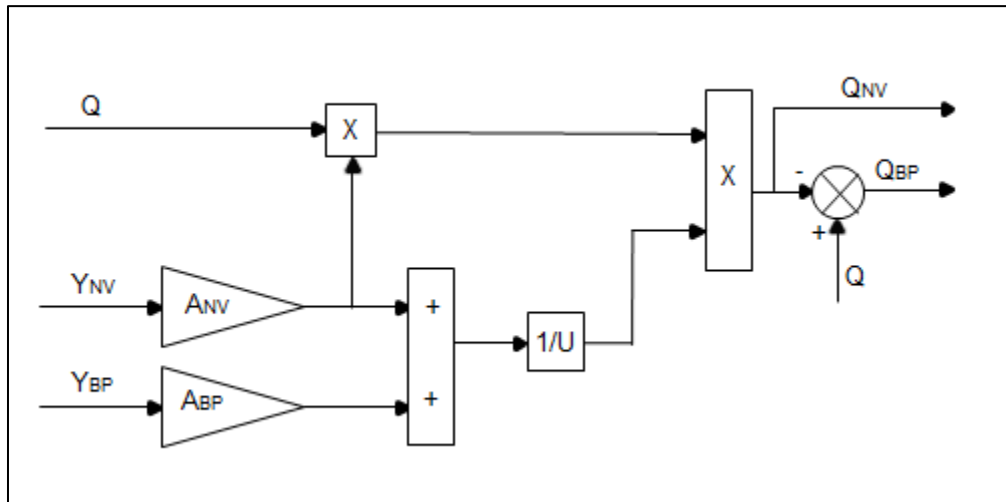 Q
X
QNV
X
-
QBP
+
Q
YNV
ANV
+
1/U
YBP
ABP
+